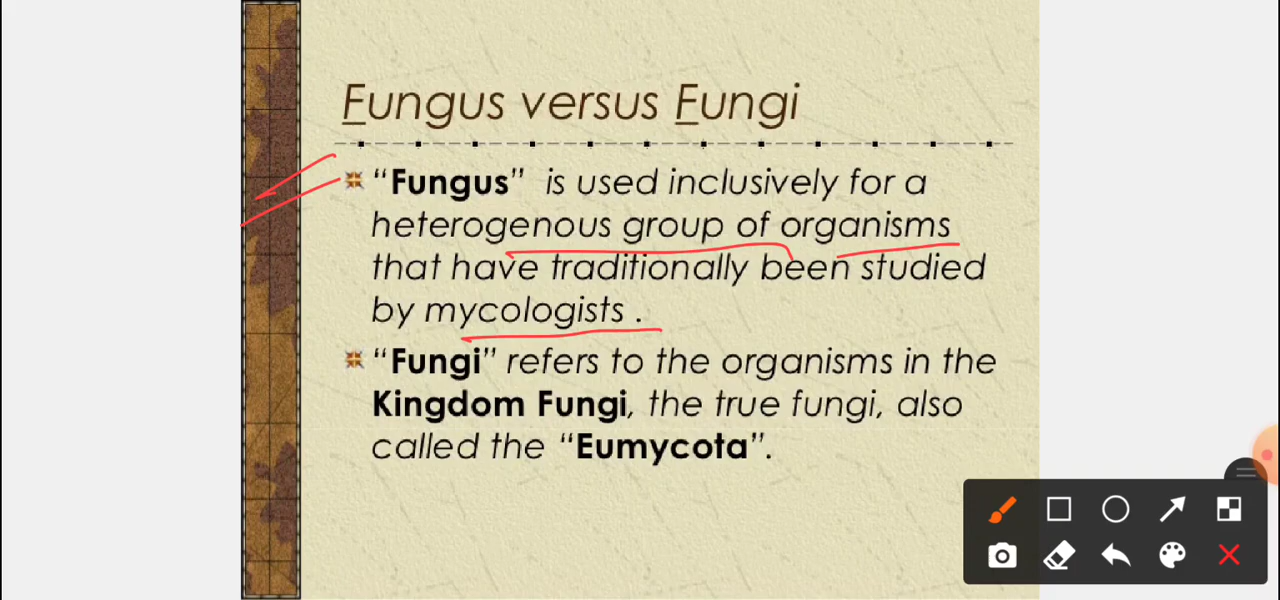 Fungus versus Fungi
“Fungus” is used inclusively for a
heterogenous group of organisms
that have traditionally been studied
by mycologists .
“Fungi” refers to the organisms in the
Kingdom Fungi, the true fungi, also
called the “Eumycota”.